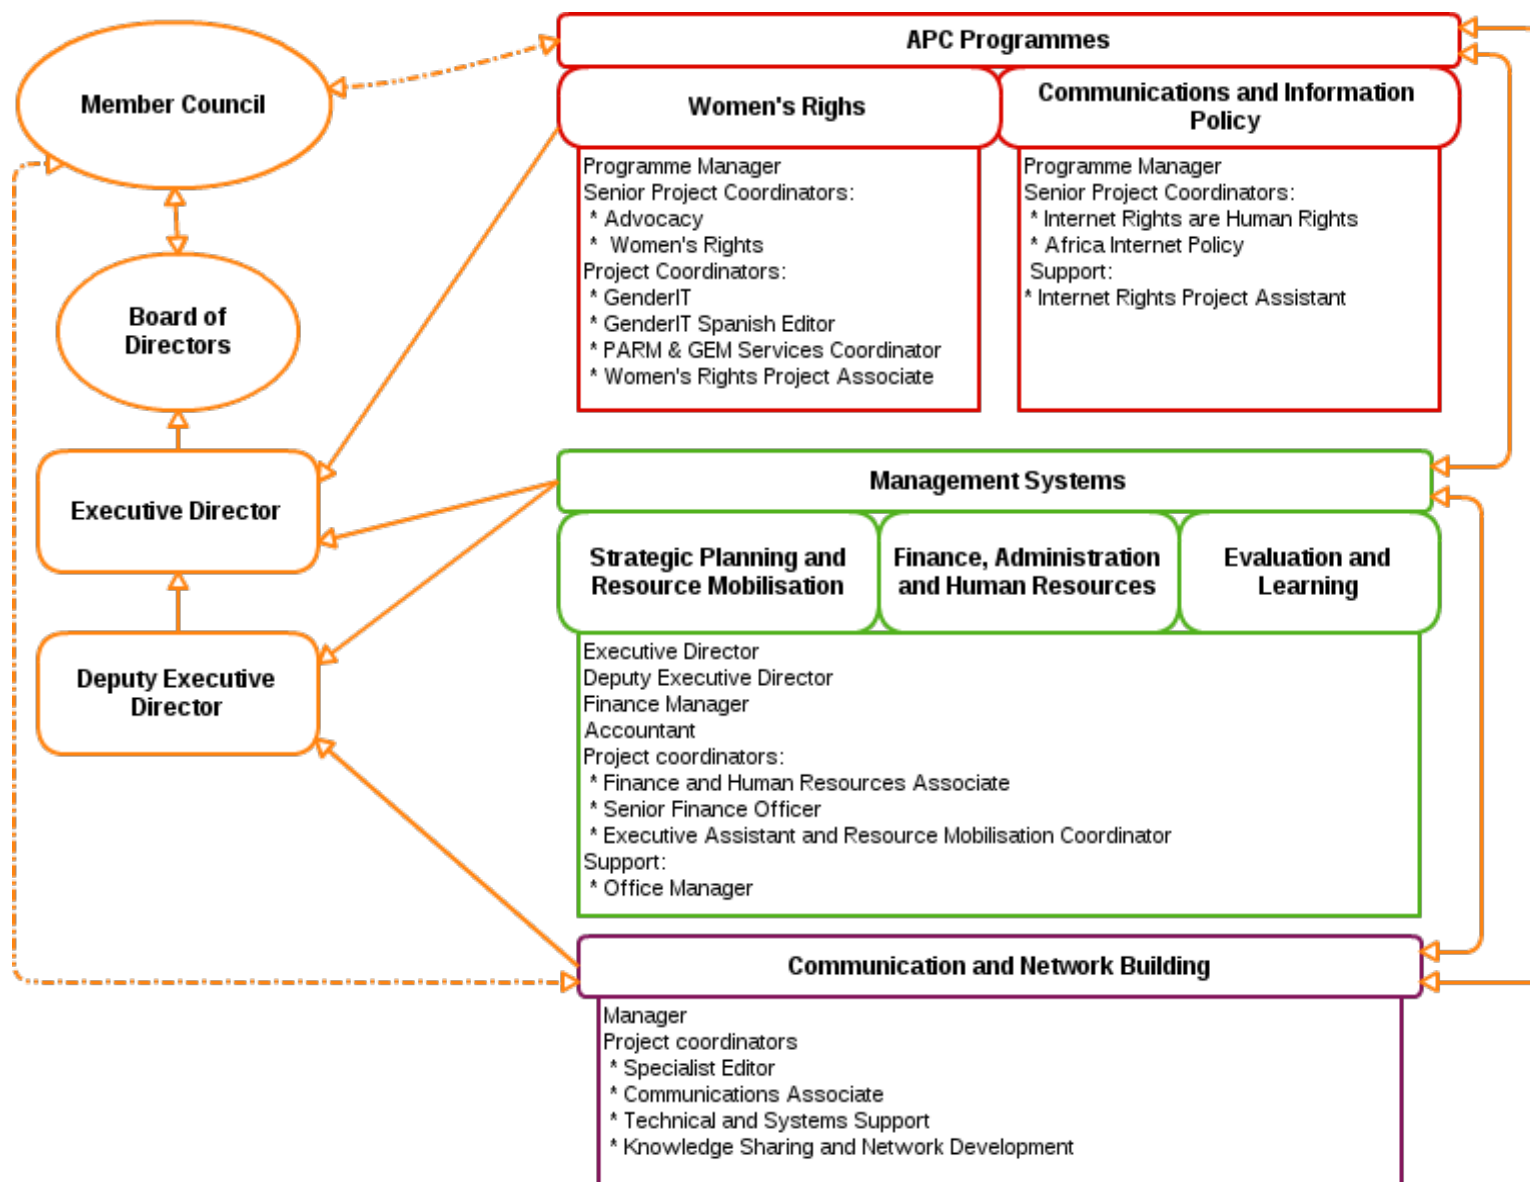 Member Council
Board of
Directors
Executive Director
Deputy Executive
Director
APC Programmes
Women's Righs
Programme Manager
Senior Project Coordinators:
* Advocacy
* Women's Rights
Project Coordinators:
* GenderIT
* GenderIT Spanish Editor
* PARM & GEM Services Coordinator
* Women's Rights Project Associate
Communications and Information
Policy
Programme Manager
Senior Project Coordinators:
* Internet Rights are Human Rights
* Africa Internet Policy
Support:
* Internet Rights Project Assistant
Management Systems
Strategic Planning and
Resource Mobilisation
Finance, Administration
and Human Resources
Evaluation and
Learning
Executive Director
Deputy Executive Director
Finance Manager
Accountant
Project coordinators:
* Finance and Human Resources Associate
* Senior Finance Officer
* Executive Assistant and Resource Mobilisation Coordinator
Support:
* Office Manager
Communication and Network Building
Manager
Project coordinators
* Specialist Editor
* Communications Associate
* Technical and Systems Support
* Knowledge Sharing and Network Development